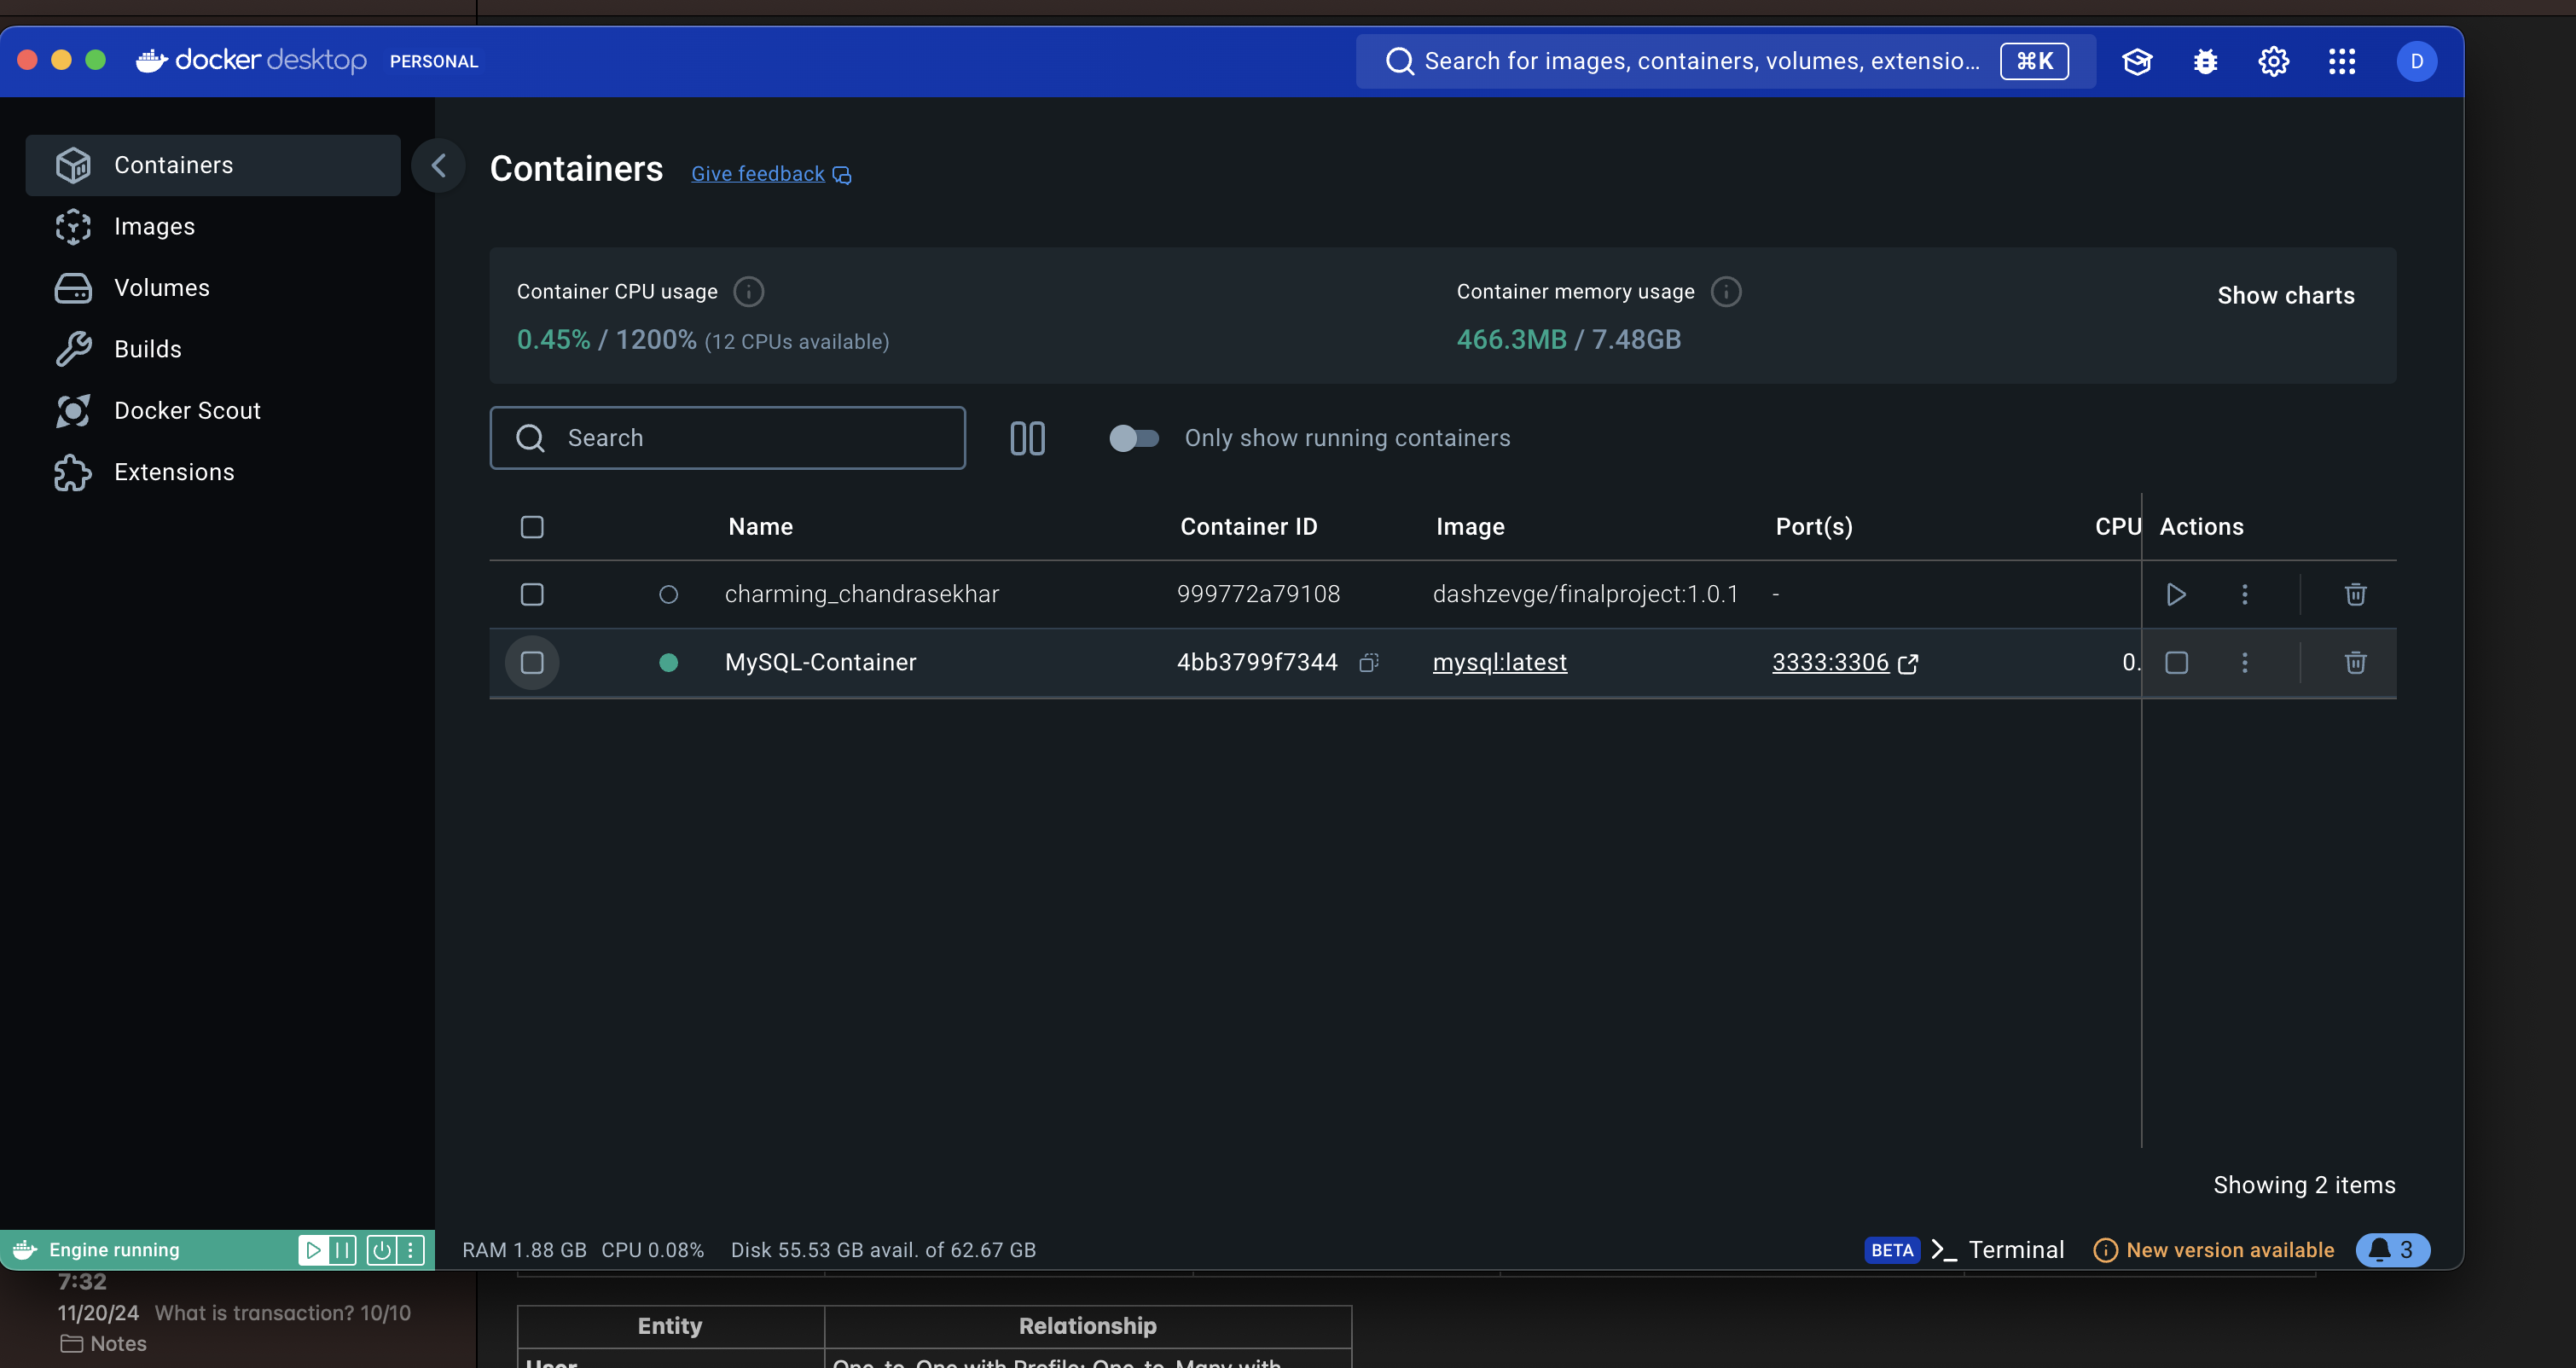 docker desktop PERSONAL
Search for images, containers, volumes, extensio... ⌘K
D
Containers
Images
Volumes
Builds
Docker Scout
Extensions
Containers Give feedback
Container CPU usage
0.45% / 1200% (12 CPUs available)
Container memory usage
466.3MB / 7.48GB
Show charts
Search
Only show running containers
Name Container ID Image Port(s) CPU Actions
charming_chandrasekhar 999772a79108 dashzevge/finalproject:1.0.1 -
MySQL-Container 4bb3799f7344 mysql:latest 3333:3306 0.
Showing 2 items
Engine running
RAM 1.88 GB CPU 0.08% Disk 55.53 GB avail. of 62.67 GB
BETA Terminal New version available 3
7:32
11/20/24 What is transaction? 10/10
Notes
Entity Relationship
User One-to-One with Profile; One-to-Many with